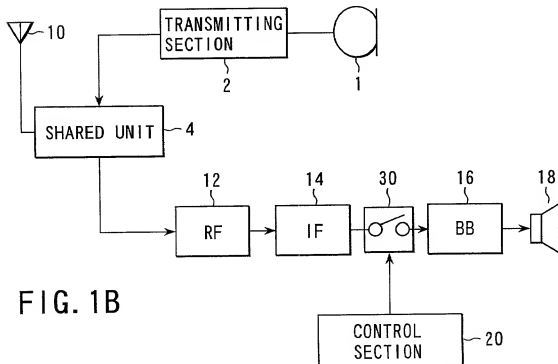 10
TRANSMITTING
SECTION
2
1
SHARED UNIT
4
12
14
30
16
18
RF
IF
BB
FIG. 1B
CONTROL
SECTION
20